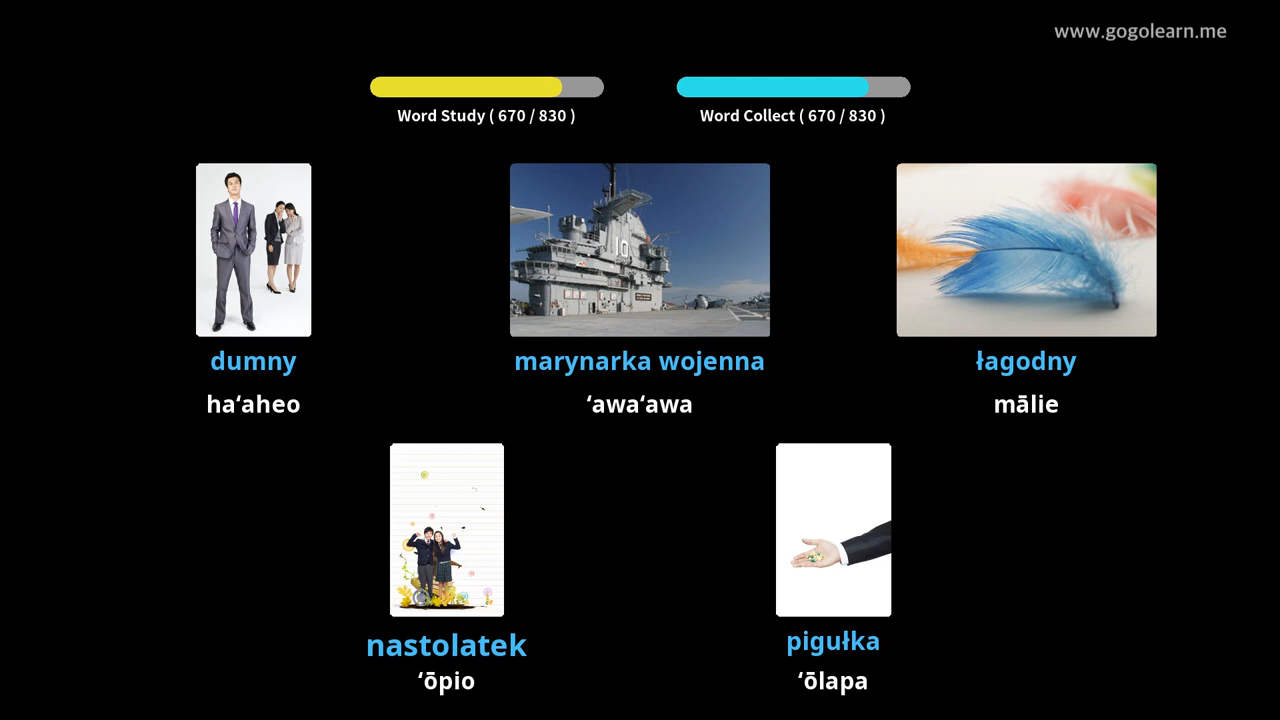 www.gogolearn.me
Word Study ( 670 / 830 )
Word Collect ( 670 / 830 )
dumny
marynarka wojenna
łagodny
haʻaheo
ʻawaʻawa
mālie
nastolatek
pigułka
ʻōpio
ʻōlapa